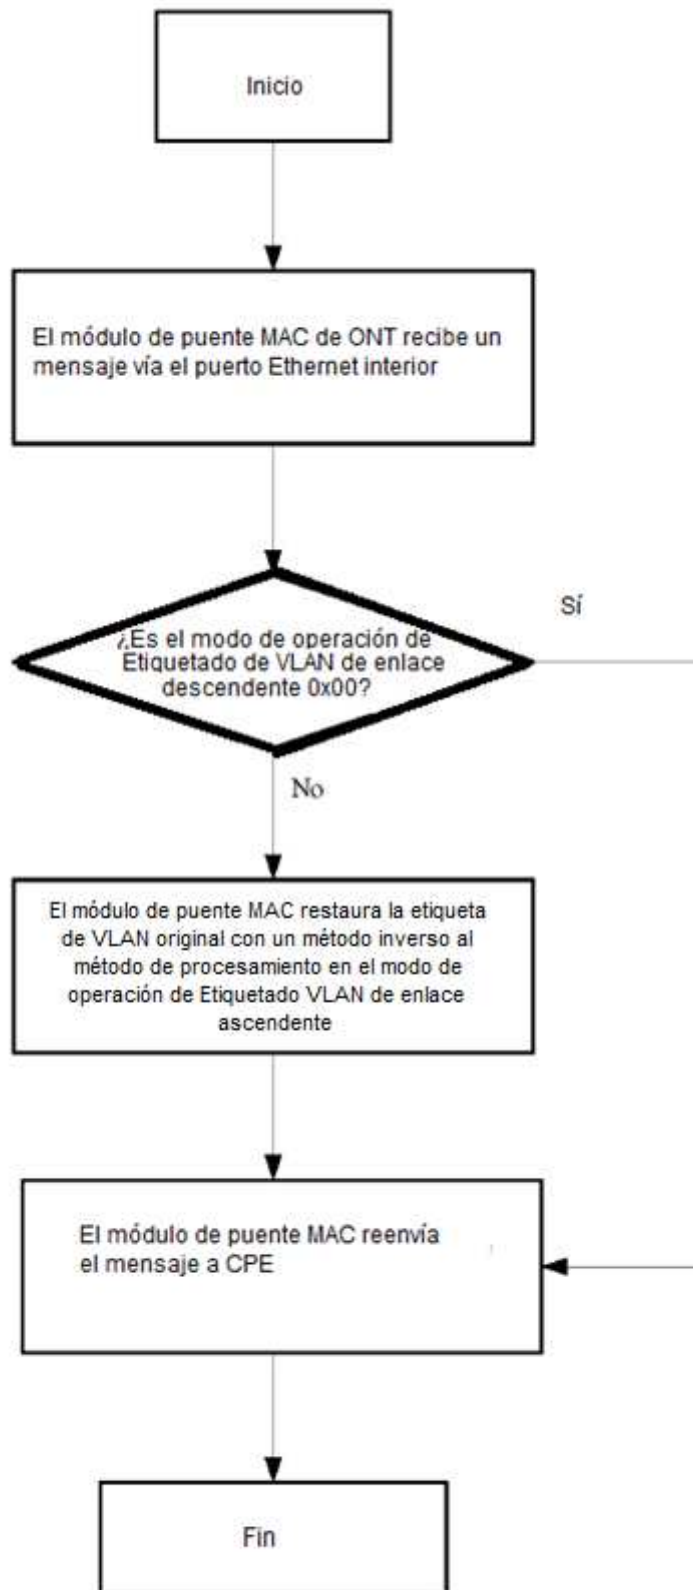 Inicio
El módulo de puente MAC de ONT recibe un
mensaje vía el puerto Ethernet interior
Sí
¿Es el modo de operación de
Etiquetado de VLAN de enlace
descendente 0x00?
No
El módulo de puente MAC restaura la etiqueta
de VLAN original con un método inverso al
método de procesamiento en el modo de
operación de Etiquetado VLAN de enlace
ascendente
El módulo de puente MAC reenvía
el mensaje a CPE
Fin